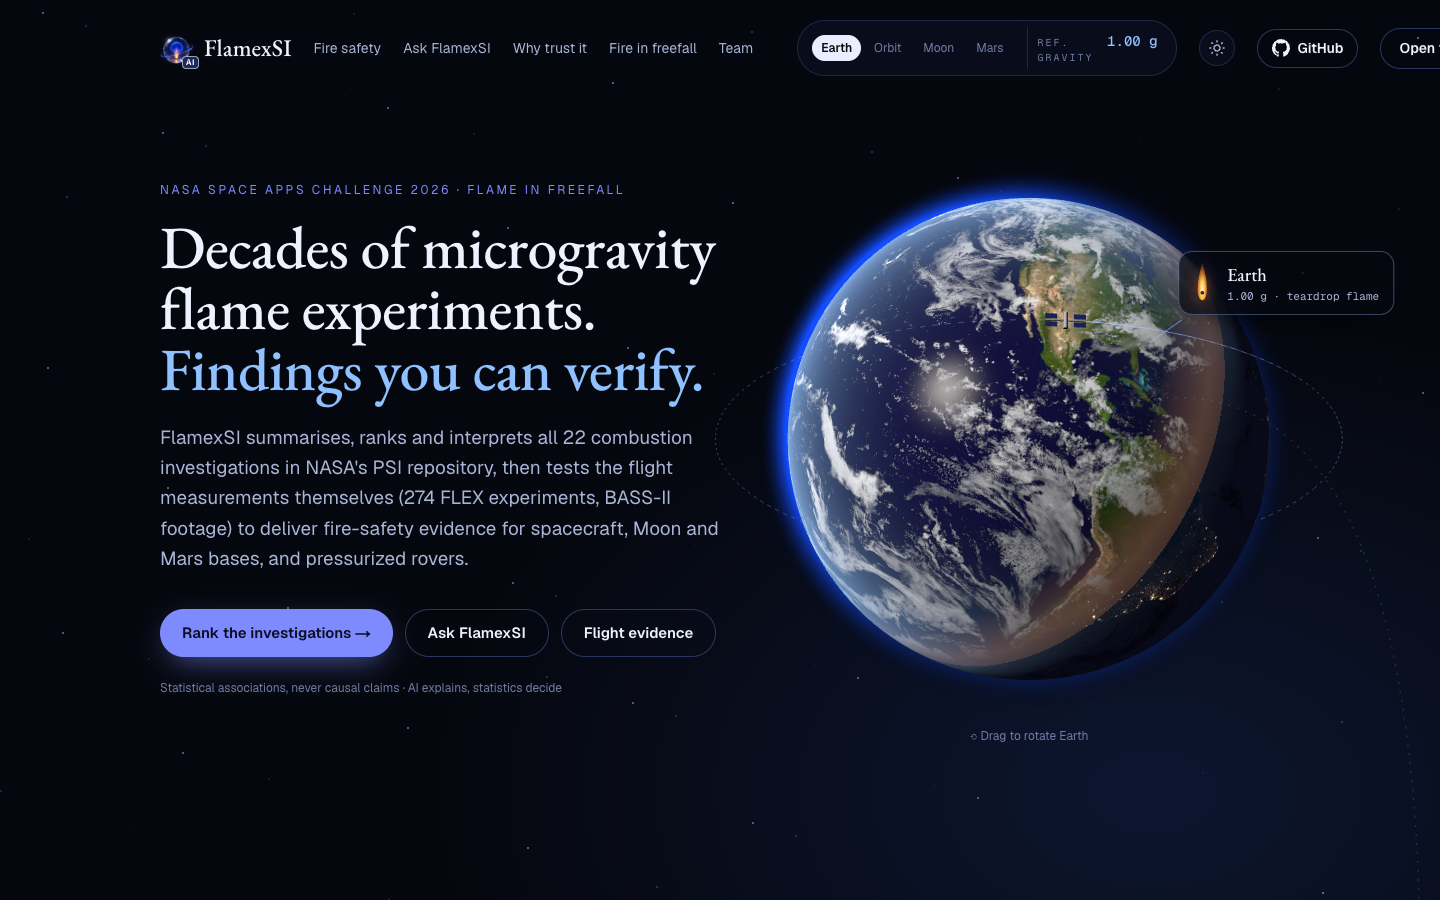 AI
FlamexSI
Fire safety
Ask FlamexSI
Why trust it
Fire in freefall
Team
Earth
Orbit
Moon
Mars
REF. GRAVITY
1.00 g
GitHub
Open
NASA SPACE APPS CHALLENGE 2026 · FLAME IN FREEFALL
Decades of microgravity
flame experiments.
Findings you can verify.
FlamexSI summarises, ranks and interprets all 22 combustion
investigations in NASA's PSI repository, then tests the flight
measurements themselves (274 FLEX experiments, BASS-II
footage) to deliver fire-safety evidence for spacecraft, Moon and
Mars bases, and pressurized rovers.
Rank the investigations →
Ask FlamexSI
Flight evidence
Statistical associations, never causal claims · AI explains, statistics decide
Earth
1.00 g · teardrop flame
⟲ Drag to rotate Earth